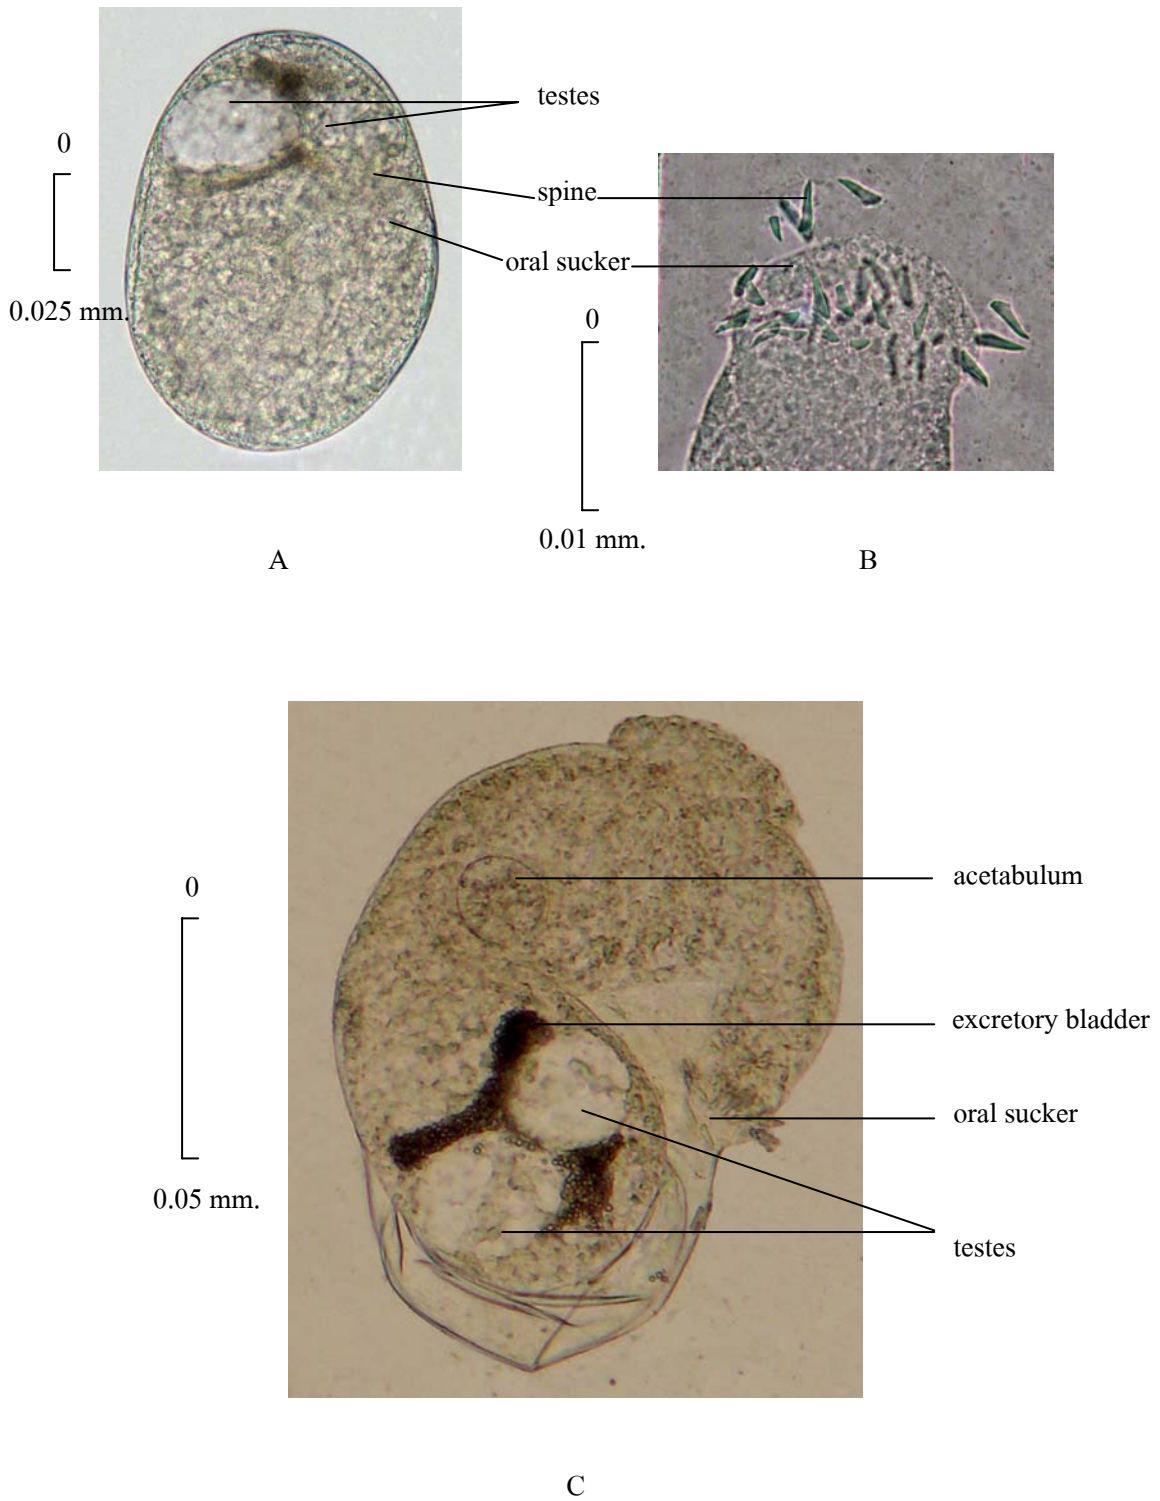 testes
0
spine
oral sucker
0.025 mm.
0
0.01 mm.
A
B
acetabulum
0
excretory bladder
oral sucker
0.05 mm.
testes
C